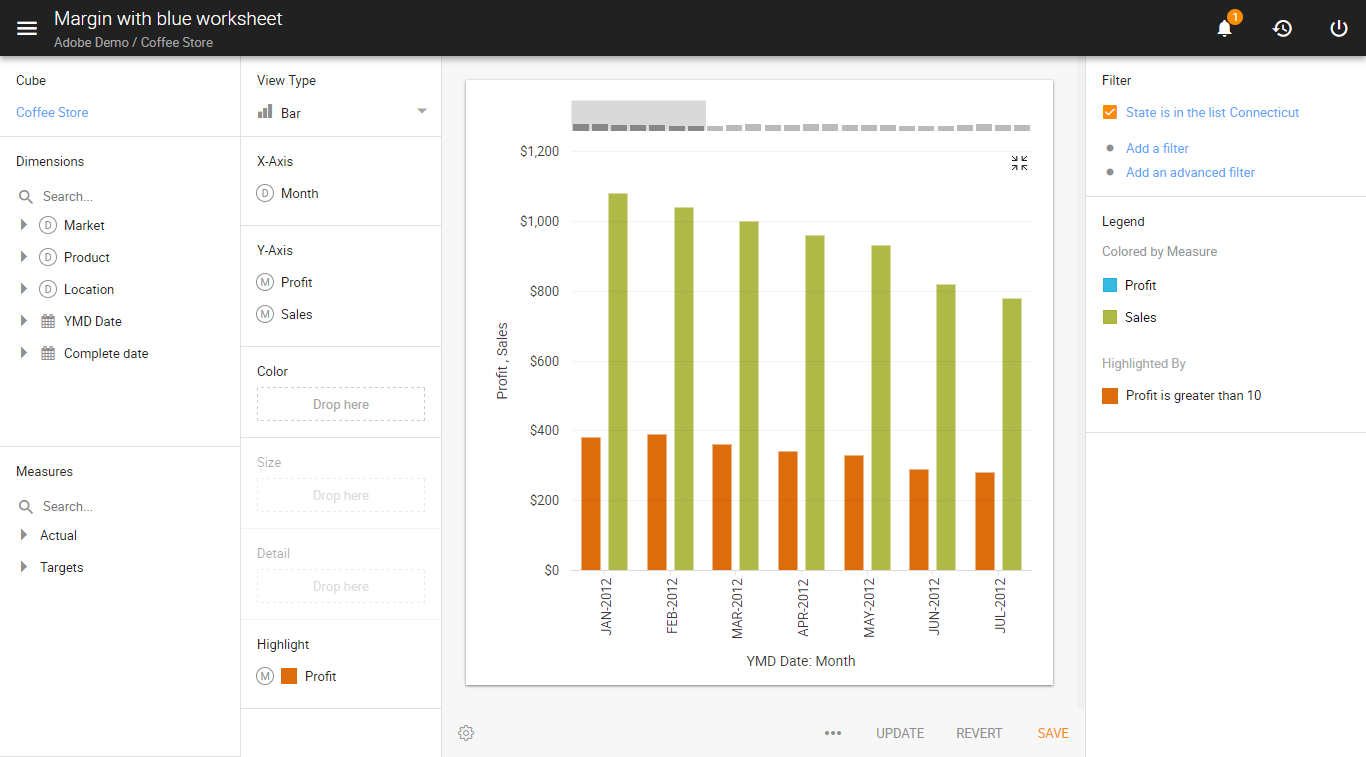 Margin with blue worksheet
Adobe Demo / Coffee Store
1
Cube
Coffee Store
Dimensions
Search...
D Market
D Product
D Location
YMD Date
Complete date
Measures
Search...
Actual
Targets
View Type
Bar
X-Axis
D Month
Y-Axis
M Profit
M Sales
Color
Drop here
Size
Drop here
Detail
Drop here
Highlight
M Profit
$1,200
$1,000
$800
$600
$400
$200
$0
Profit , Sales
JAN-2012
FEB-2012
MAR-2012
APR-2012
MAY-2012
JUN-2012
JUL-2012
YMD Date: Month
UPDATE
REVERT
SAVE
Filter
State is in the list Connecticut
Add a filter
Add an advanced filter
Legend
Colored by Measure
Profit
Sales
Highlighted By
Profit is greater than 10